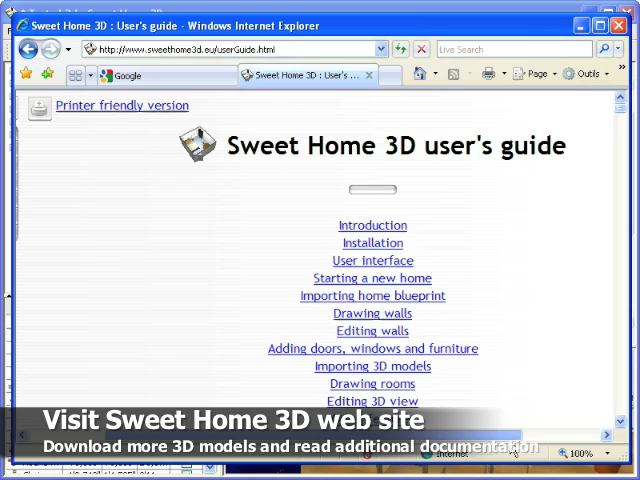 Sweet Home 3D : User's guide - Windows Internet Explorer
http://www.sweethome3d.eu/userGuide.html
Live Search
Google
Sweet Home 3D : User's ...
Page
Outils
Printer friendly version
Sweet Home 3D user's guide
Introduction
Installation
User interface
Starting a new home
Importing home blueprint
Drawing walls
Editing walls
Adding doors, windows and furniture
Importing 3D models
Drawing rooms
Editing 3D view
Visit Sweet Home 3D web site
Download more 3D models and read additional documentation
Internet
100%